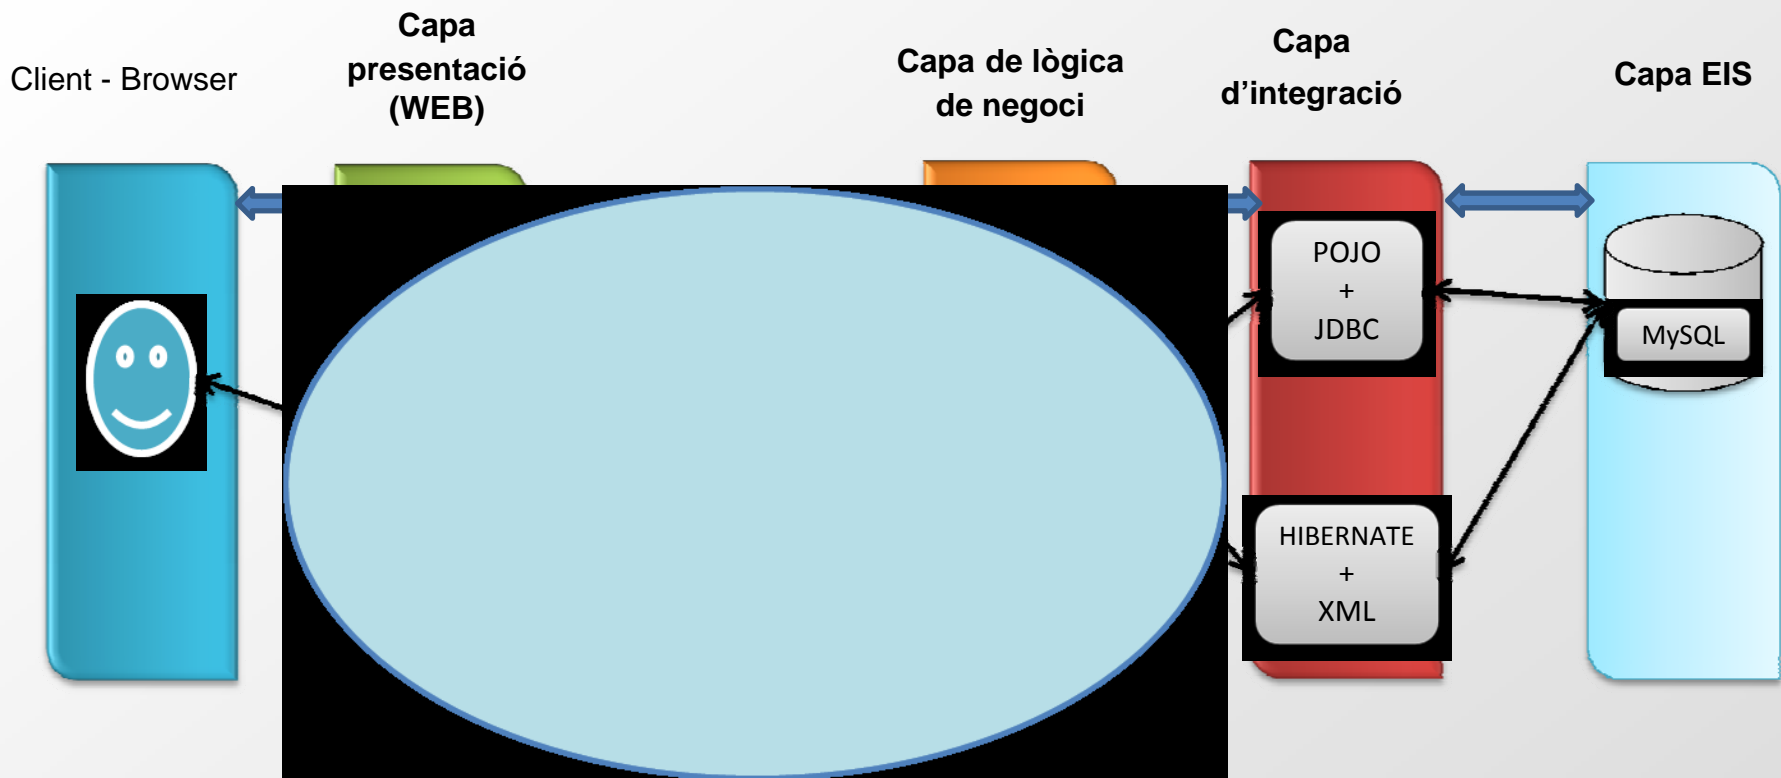 Client - Browser
Capa
presentació
(WEB)
Capa de lògica
de negoci
Capa
d’integració
Capa EIS
POJO
+
JDBC
MySQL
HIBERNATE
+
XML